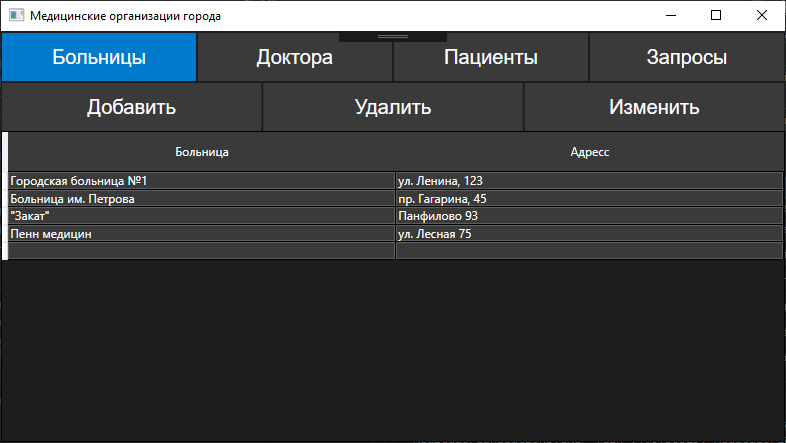 Медицинские организации города
Больницы Доктора Пациенты Запросы
Добавить Удалить Изменить
Больница Адресс
Городская больница №1 ул. Ленина, 123
Больница им. Петрова пр. Гагарина, 45
"Закат" Панфилово 93
Пенн медицин ул. Лесная 75